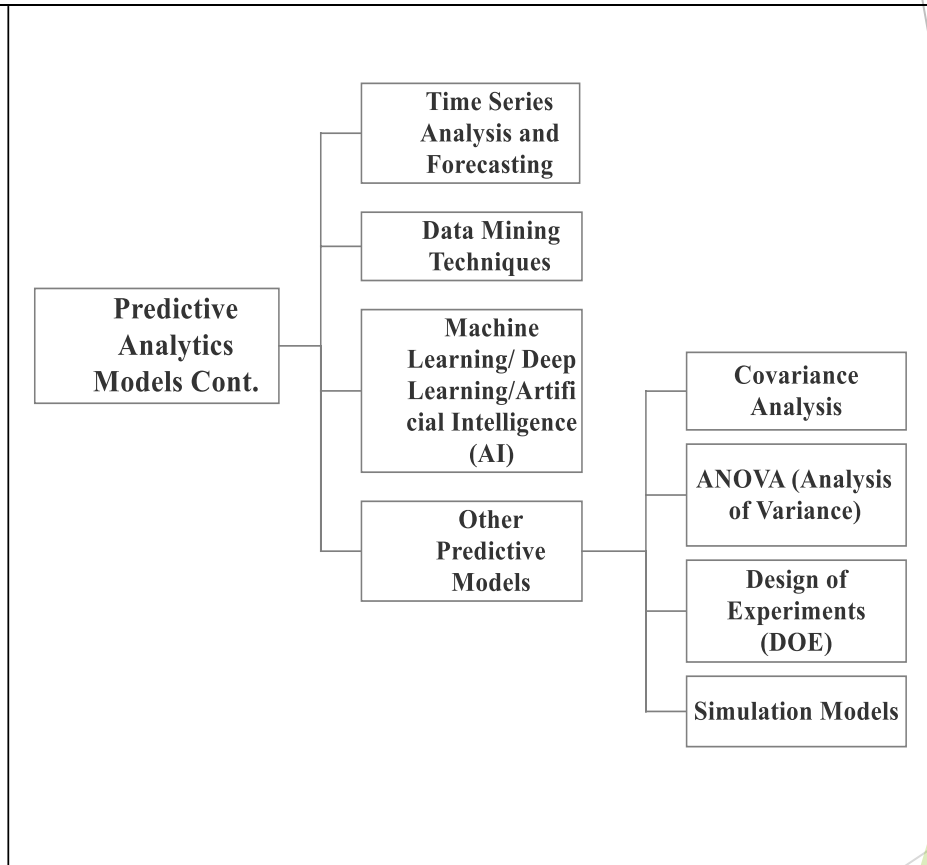 Time Series
Analysis and
Forecasting
Data Mining
Techniques
Predictive
Analytics
Models Cont.
Machine
Learning/ Deep
Learning/Artifi
cial Intelligence
(AI)
Other
Predictive
Models
Covariance
Analysis
ANOVA (Analysis
of Variance)
Design of
Experiments
(DOE)
Simulation Models